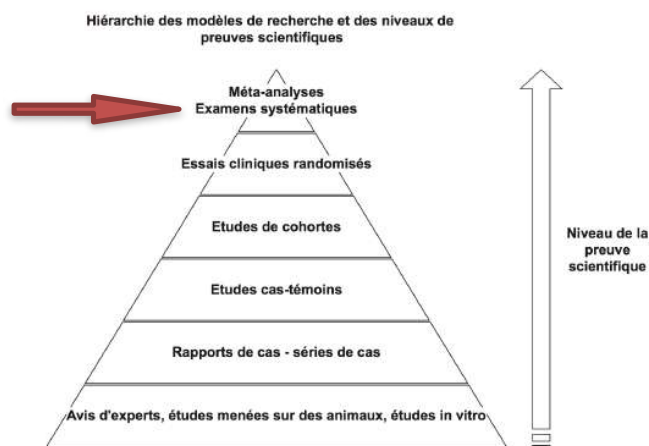 Hiérarchie des modèles de recherche et des niveaux de
preuves scientifiques
Méta-analyses
Examens systématiques
Essais cliniques randomisés
Etudes de cohortes
Etudes cas-témoins
Rapports de cas - séries de cas
Avis d'experts, études menées sur des animaux, études in vitro
Niveau de la
preuve
scientifique